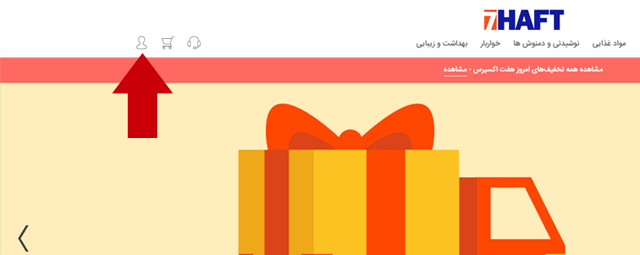 7HAFT
مواد غذایی نوشیدنی و دمنوش ها خواربار بهداشت و زیبایی
مشاهده همه تخفیف‌های امروز هفت اکسپرس - مشاهده